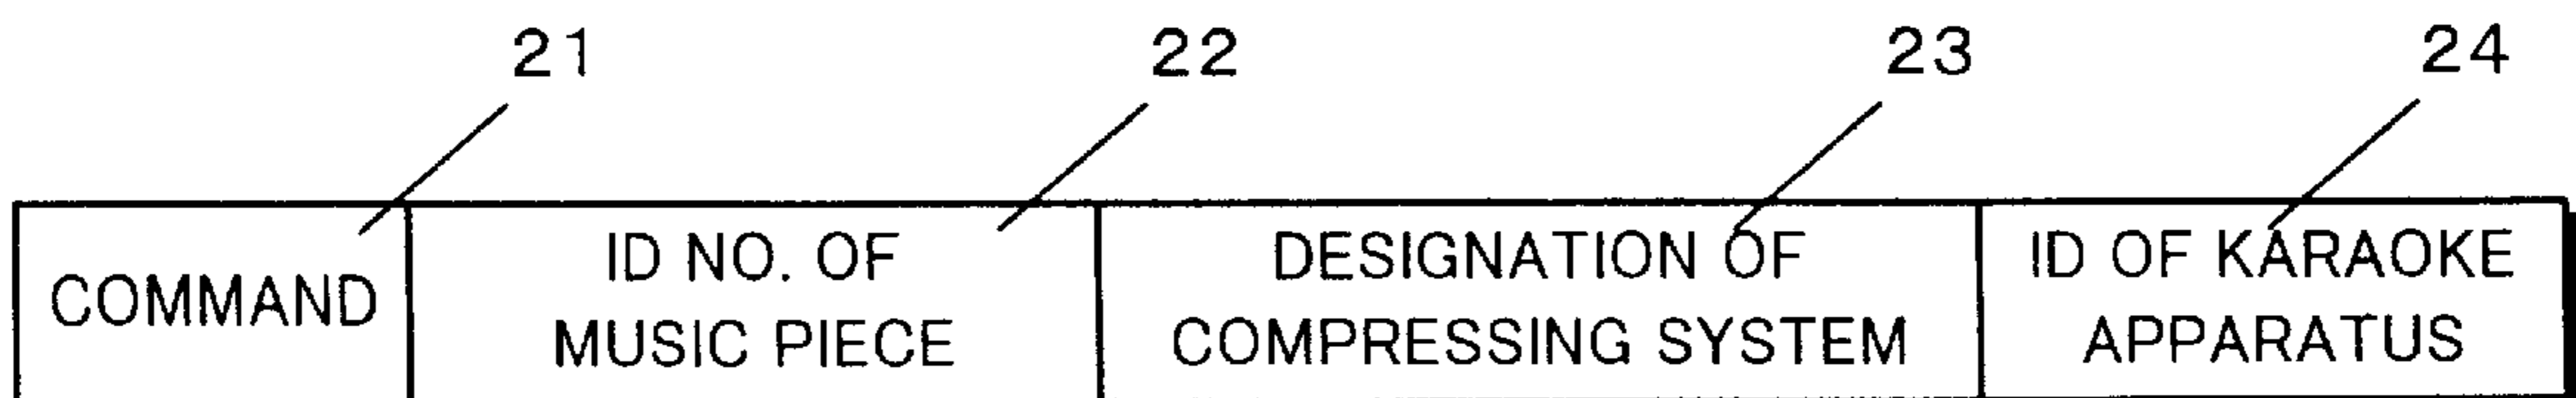 21 22 23 24
COMMAND
ID NO. OF
MUSIC PIECE
DESIGNATION OF
COMPRESSING SYSTEM
ID OF KARAOKE
APPARATUS